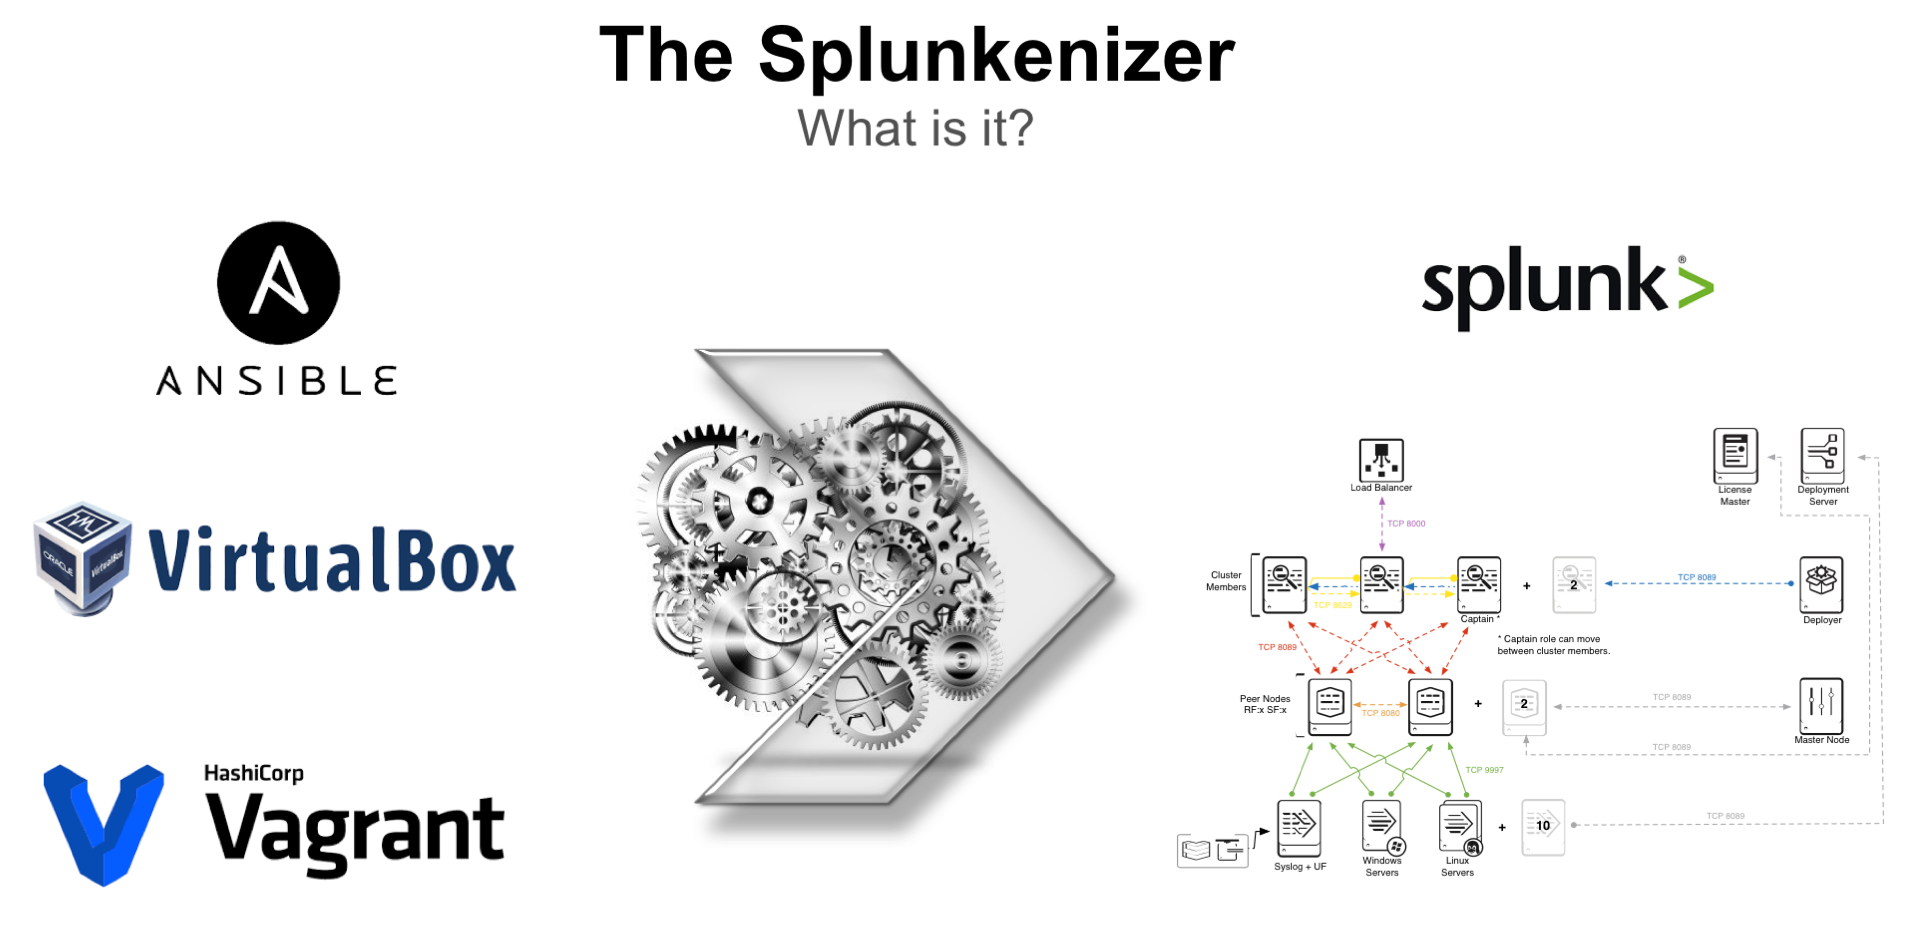 The Splunkenizer
What is it?
ANSIBLE
ORACLE
VirtualBox
VirtualBox
HashiCorp
Vagrant
splunk>®
Load Balancer
License
Master
Deployment
Server
TCP 8000
Cluster
Members
TCP 8629
Captain *
+
2
TCP 8089
Deployer
* Captain role can move
between cluster members.
TCP 8089
Peer Nodes
RF:x SF:x
TCP 8080
+
2
TCP 8089
Master Node
TCP 8089
TCP 9997
Syslog + UF
Windows
Servers
Linux
Servers
+
10
TCP 8089